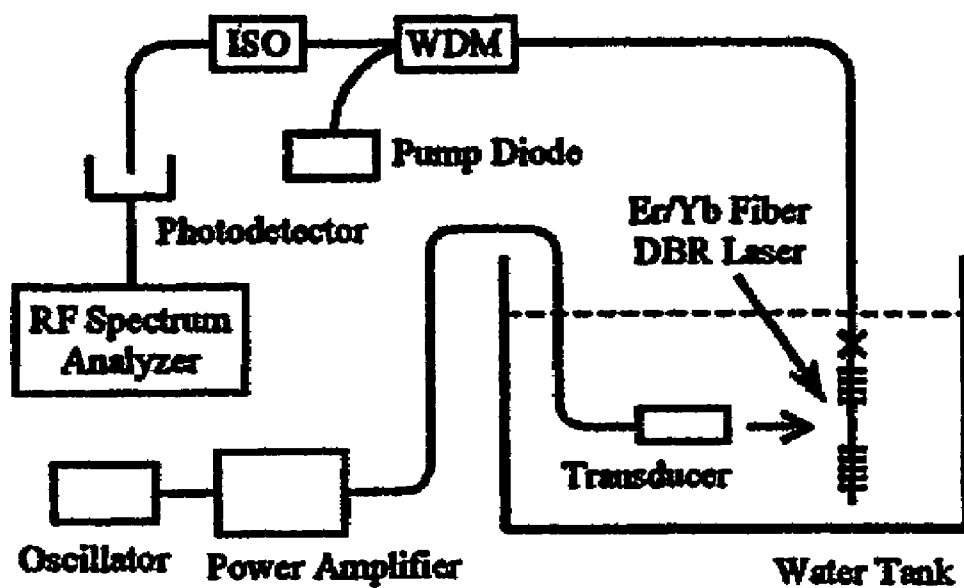 ISO
WDM
Pump Diode
Photodetector
Er/Yb Fiber
DBR Laser
RF Spectrum
Analyzer
Transducer
Oscillator
Power Amplifier
Water Tank